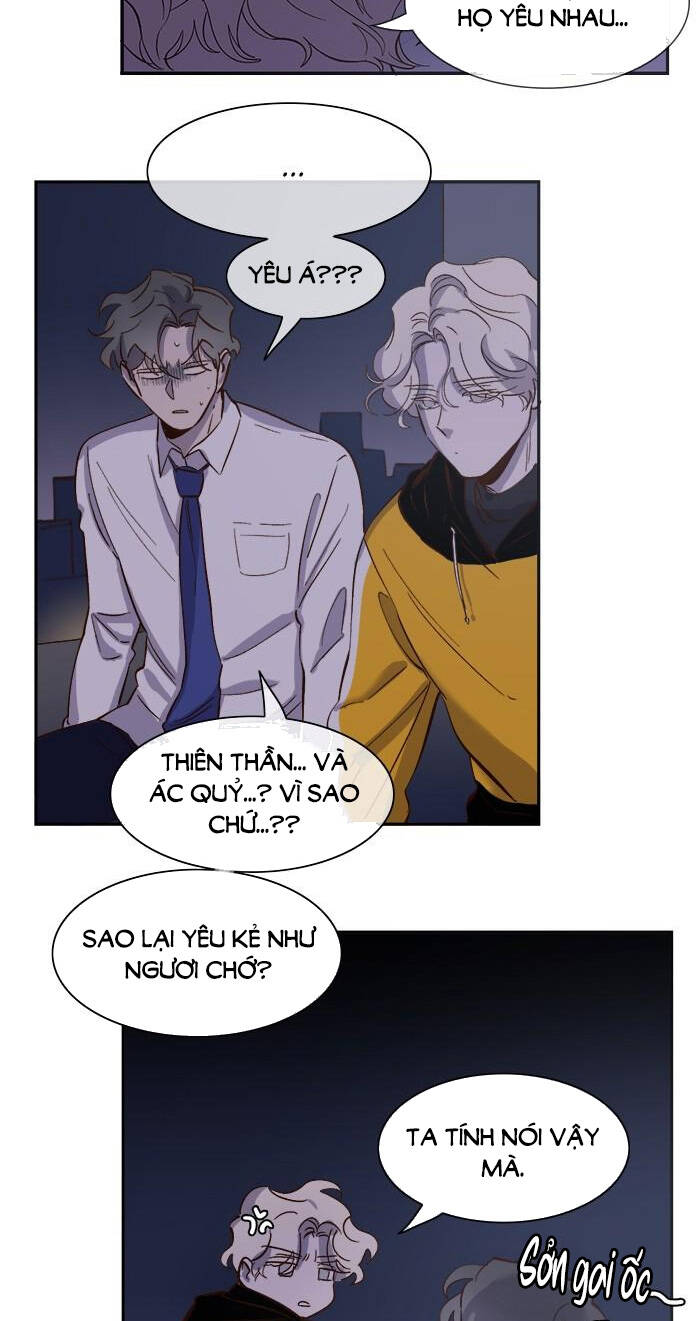 HỌ YÊU NHAU...
...
YÊU Á???
THIÊN THẦN... VÀ
ÁC QUỶ...? VÌ SAO
CHỨ...??
SAO LẠI YÊU KẺ NHƯ
NGƯƠI CHỚ?
TA TÍNH NÓI VẬY
MÀ.
Sởn gai ốc~